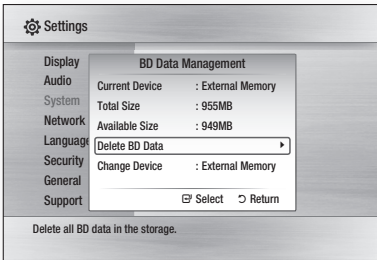 Settings
Display
Audio
System
Network
Language
Security
General
Support
BD Data Management
Current Device : External Memory
Total Size : 955MB
Available Size : 949MB
Delete BD Data
Change Device : External Memory
Select Return
Delete all BD data in the storage.